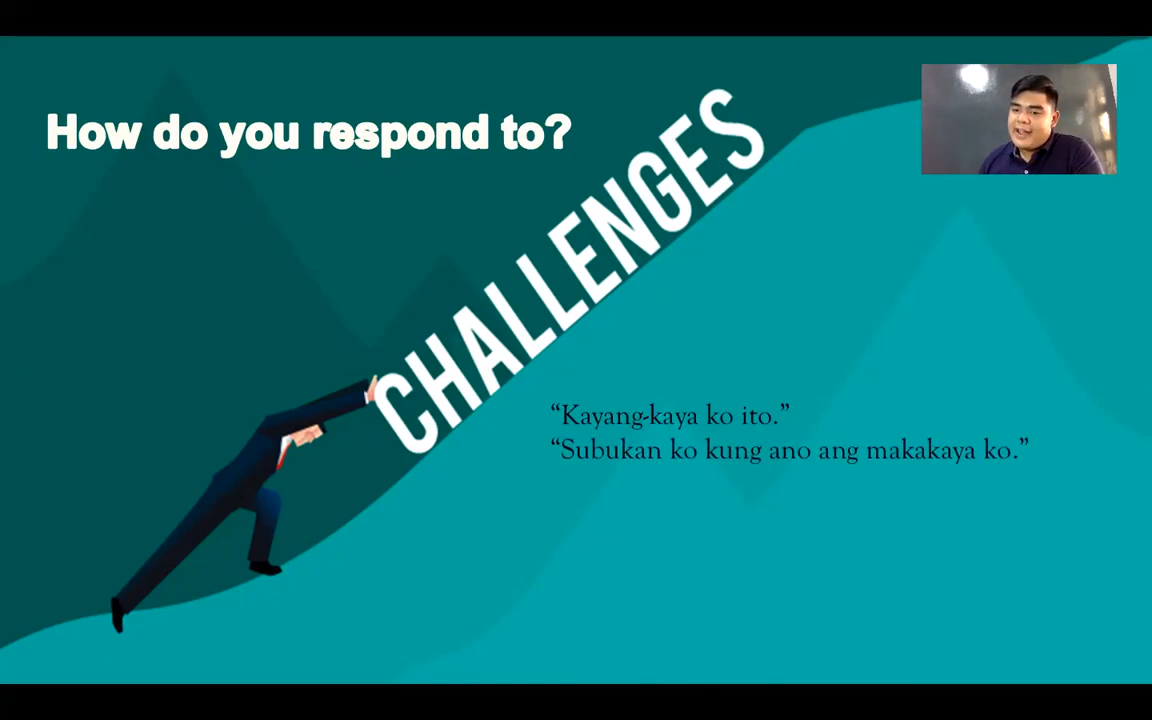 How do you respond to?
CHALLENGES
“Kayang-kaya ko ito.”
“Subukan ko kung ano ang makakaya ko.”